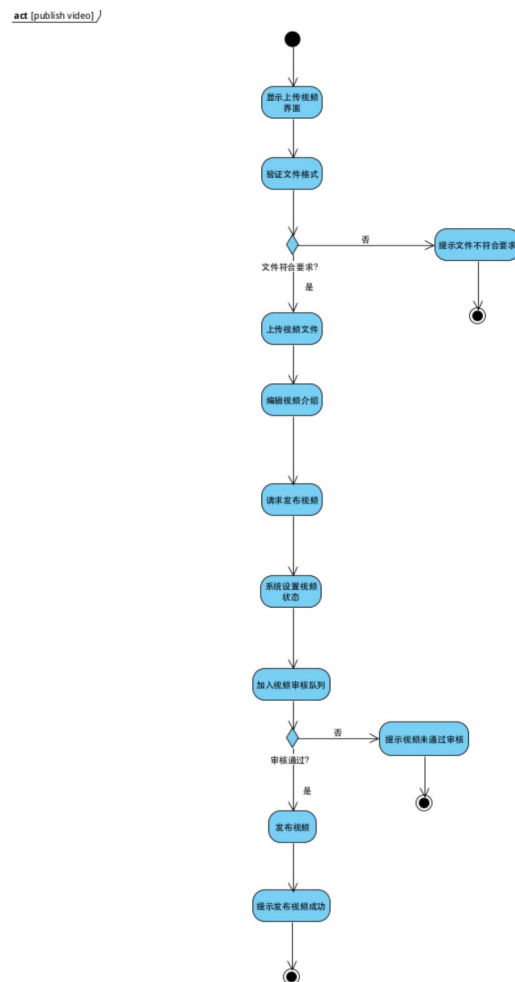 act [publish video]
显示上传视频
界面
验证文件格式
否
提示文件不符合要求
文件符合要求?
是
上传视频文件
编辑视频介绍
请求发布视频
系统设置视频
状态
加入视频审核队列
否
提示视频未通过审核
审核通过?
是
发布视频
提示发布视频成功